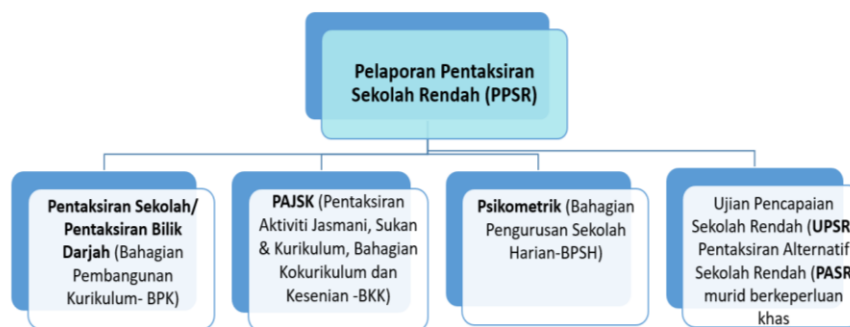 Pelaporan Pentaksiran
Sekolah Rendah (PPSR)
Pentaksiran Sekolah/
Pentaksiran Bilik
Darjah (Bahagian
Pembangunan
Kurikulum- BPK)
PAJSK (Pentaksiran
Aktiviti Jasmani, Sukan
& Kurikulum, Bahagian
Kokurikulum dan
Kesenian -BKK)
Psikometrik (Bahagian
Pengurusan Sekolah
Harian-BPSH)
Ujian Pencapaian
Sekolah Rendah (UPSR
Pentaksiran Alternatif
Sekolah Rendah (PASR
murid berkeperluan
khas